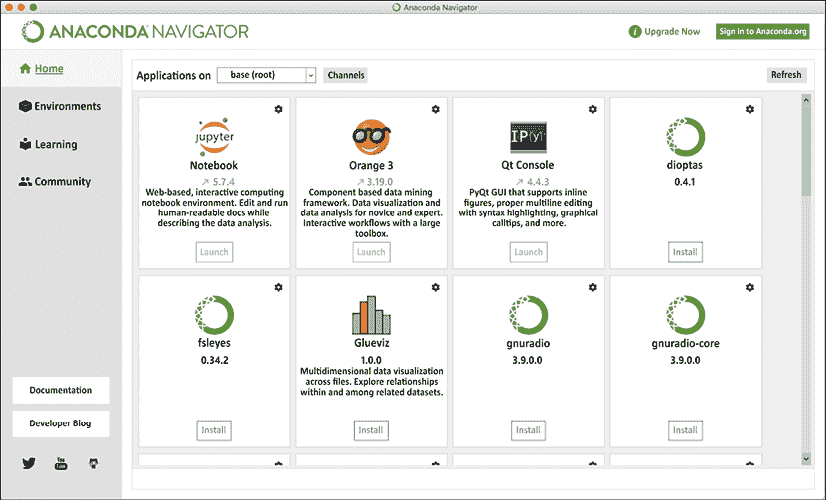 Anaconda Navigator
ANACONDA NAVIGATOR
i Upgrade Now
Sign in to Anaconda.org
Home
Environments
Learning
Community
Documentation
Developer Blog
You
Tube
Applications on
base (root)
Channels
Refresh
jupyter
Notebook
5.7.4
Web-based, interactive computing
notebook environment. Edit and run
human-readable docs while
describing the data analysis.
Launch
Orange 3
3.19.0
Component based data mining
framework. Data visualization and
data analysis for novice and expert.
Interactive workflows with a large
toolbox.
Launch
IP[y]:
Qt Console
4.4.3
PyQt GUI that supports inline
figures, proper multiline editing
with syntax highlighting, graphical
calltips, and more.
Launch
dioptas
0.4.1
Install
fsleyes
0.34.2
Install
Glueviz
1.0.0
Multidimensional data visualization
across files. Explore relationships
within and among related datasets.
Install
gnuradio
3.9.0.0
Install
gnuradio-core
3.9.0.0
Install